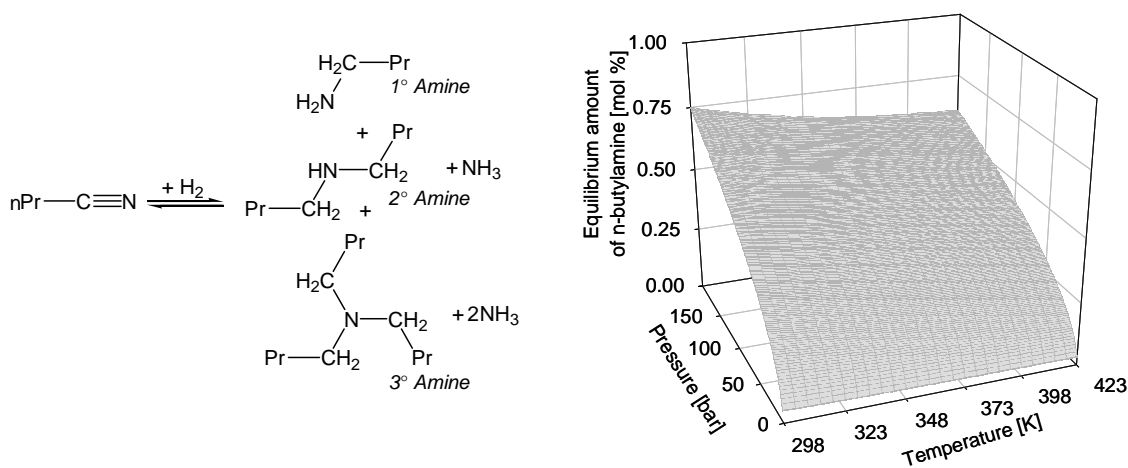 H₂C—Pr
1° Amine
H₂N
+
Pr
HN—CH₂
+NH₃
2° Amine
Pr—CH₂
+
nPr—C≡N
+ H₂
Pr
H₂C
N—CH₂
+2NH₃
Pr—CH₂
Pr
3° Amine
Equilibrium amount
of n-butylamine [mol %]
1.00
0.75
0.50
0.25
0.00
Pressure [bar]
150
100
50
0
298
323
348
373
398
423
Temperature [K]